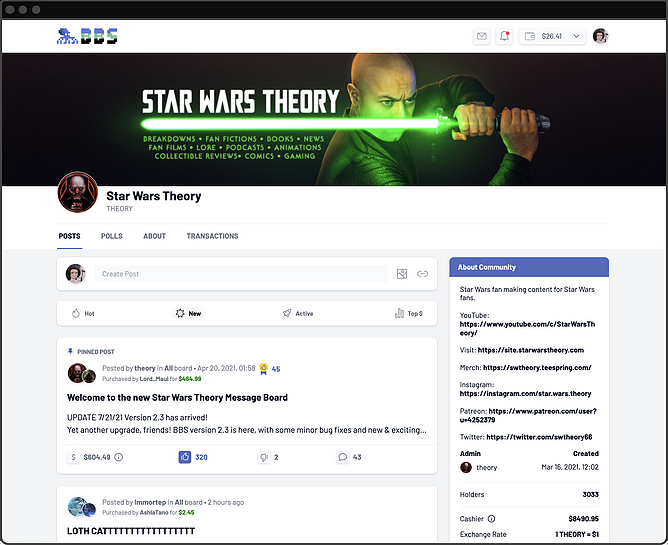 BBS
$26.41
STAR WARS THEORY
BREAKDOWNS • FAN FICTIONS • BOOKS • NEWS
FAN FILMS • LORE • PODCASTS • ANIMATIONS
COLLECTIBLE REVIEWS • COMICS • GAMING
Star Wars Theory
THEORY
POSTS POLLS ABOUT TRANSACTIONS
Create Post
Hot New Active Top $
PINNED POST
Posted by theory in All board • Apr 20, 2021, 01:58 45
Purchased by Lord_Maul for $464.99
Welcome to the new Star Wars Theory Message Board
UPDATE 7/21/21 Version 2.3 has arrived!
Yet another upgrade, friends! BBS version 2.3 is here, with some minor bug fixes and new & exciting...
$ $604.49 320 2 43
Posted by Immortep in All board • 2 hours ago
Purchased by AshlaTano for $2.45
LOTH CATTTTTTTTTTTTTTTTT
About Community
Star Wars fan making content for Star Wars
fans.
YouTube:
https://www.youtube.com/c/StarWarsTh
eory/
Visit: https://site.starwarstheory.com
Merch: https://swtheory.teespring.com/
Instagram:
https://instagram.com/star.wars.theory
Patreon: https://www.patreon.com/user?
u=4252379
Twitter: https://twitter.com/swtheory66
Admin Created
theory Mar 16, 2021, 12:02
Holders 3033
Cashier $8490.95
Exchange Rate 1 THEORY = $1